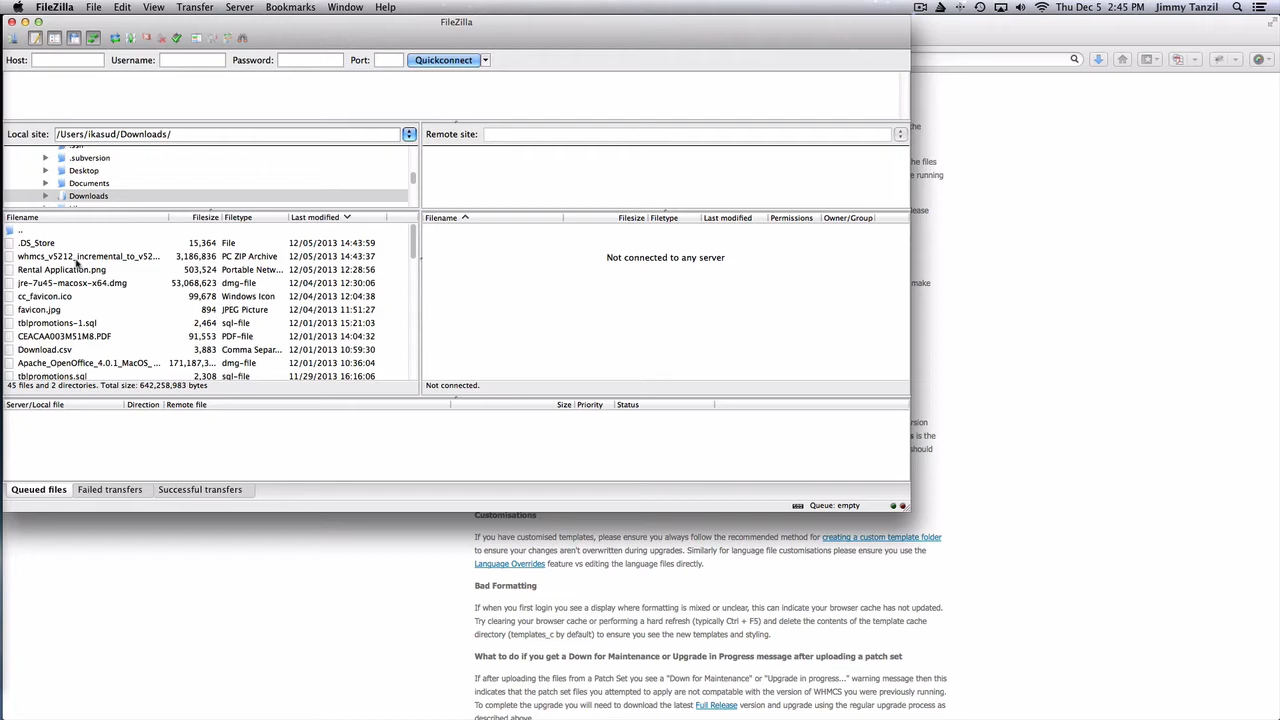 FileZilla File Edit View Transfer Server Bookmarks Window Help Thu Dec 5 2:45 PM Jimmy Tanzil
FileZilla
Host: Username: Password: Port: Quickconnect
Local site: /Users/ikasud/Downloads/ Remote site:
.subversion
Desktop
Documents
Downloads
Filename Filesize Filetype Last modified Filename Filesize Filetype Last modified Permissions Owner/Group
..
.DS_Store 15,364 File 12/05/2013 14:43:59
whmcs_v5212_incremental_to_v52... 3,186,836 PC ZIP Archive 12/05/2013 14:43:37
Not connected to any server
Rental Application.png 503,524 Portable Netw... 12/05/2013 12:28:56
jre-7u45-macosx-x64.dmg 53,068,623 dmg-file 12/04/2013 12:30:06
cc_favicon.ico 99,678 Windows Icon 12/04/2013 12:04:38
favicon.jpg 894 JPEG Picture 12/04/2013 11:51:27
tblpromotions-1.sql 2,464 sql-file 12/01/2013 15:21:03
CEACAA003M51M8.PDF 91,553 PDF-file 12/01/2013 14:04:32
Download.csv 3,883 Comma Separ... 12/01/2013 10:59:30
Apache_OpenOffice_4.0.1_MacOS_... 171,187,3... dmg-file 12/01/2013 10:36:04
tblpromotions.sql 2,308 sql-file 11/29/2013 16:16:06
45 files and 2 directories. Total size: 642,258,983 bytes Not connected.
Server/Local file Direction Remote file Size Priority Status
Queued files Failed transfers Successful transfers
Queue: empty
the
he files
e running
lease
make
rsion
s is the
should
Customisations
If you have customised templates, please ensure you always follow the recommended method for creating a custom template folder
to ensure your changes aren't overwritten during upgrades. Similarly for language file customisations please ensure you use the
Language Overrides feature vs editing the language files directly.
Bad Formatting
If when you first login you see a display where formatting is mixed or unclear, this can indicate your browser cache has not updated.
Try clearing your browser cache or performing a hard refresh (typically Ctrl + F5) and delete the contents of the template cache
directory (templates_c by default) to ensure you see the new templates and styling.
What to do if you get a Down for Maintenance or Upgrade in Progress message after uploading a patch set
If after uploading the files from a Patch Set you see a "Down for Maintenance" or "Upgrade in progress..." warning message then this
indicates that the patch set files you attempted to apply are not compatable with the version of WHMCS you were previously running.
To complete the upgrade you will need to download the latest Full Release version and upgrade using the regular upgrade process as
described above.